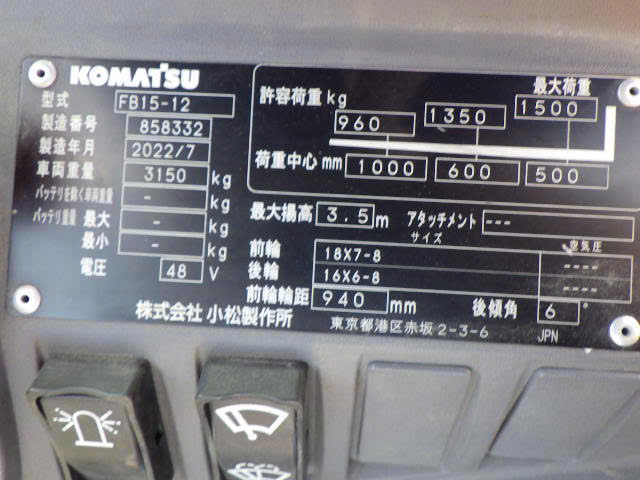 KOMATSU
型式 FB15-12
製造番号 858332
製造年月 2022/7
車両重量 3150 kg
バッテリを除く車両重量 - kg
バッテリ重量 最大 - kg
最小 - kg
電圧 48 V
最大荷重
許容荷重 kg 960 1350 1500
荷重中心 mm 1000 600 500
最大揚高 3.5 m アタッチメント ---
サイズ 空気圧
前輪 18X7-8 ----
後輪 16X6-8 ----
前輪輪距 940 mm 後傾角 6 °
株式会社 小松製作所 東京都港区赤坂 2-3-6 JPN